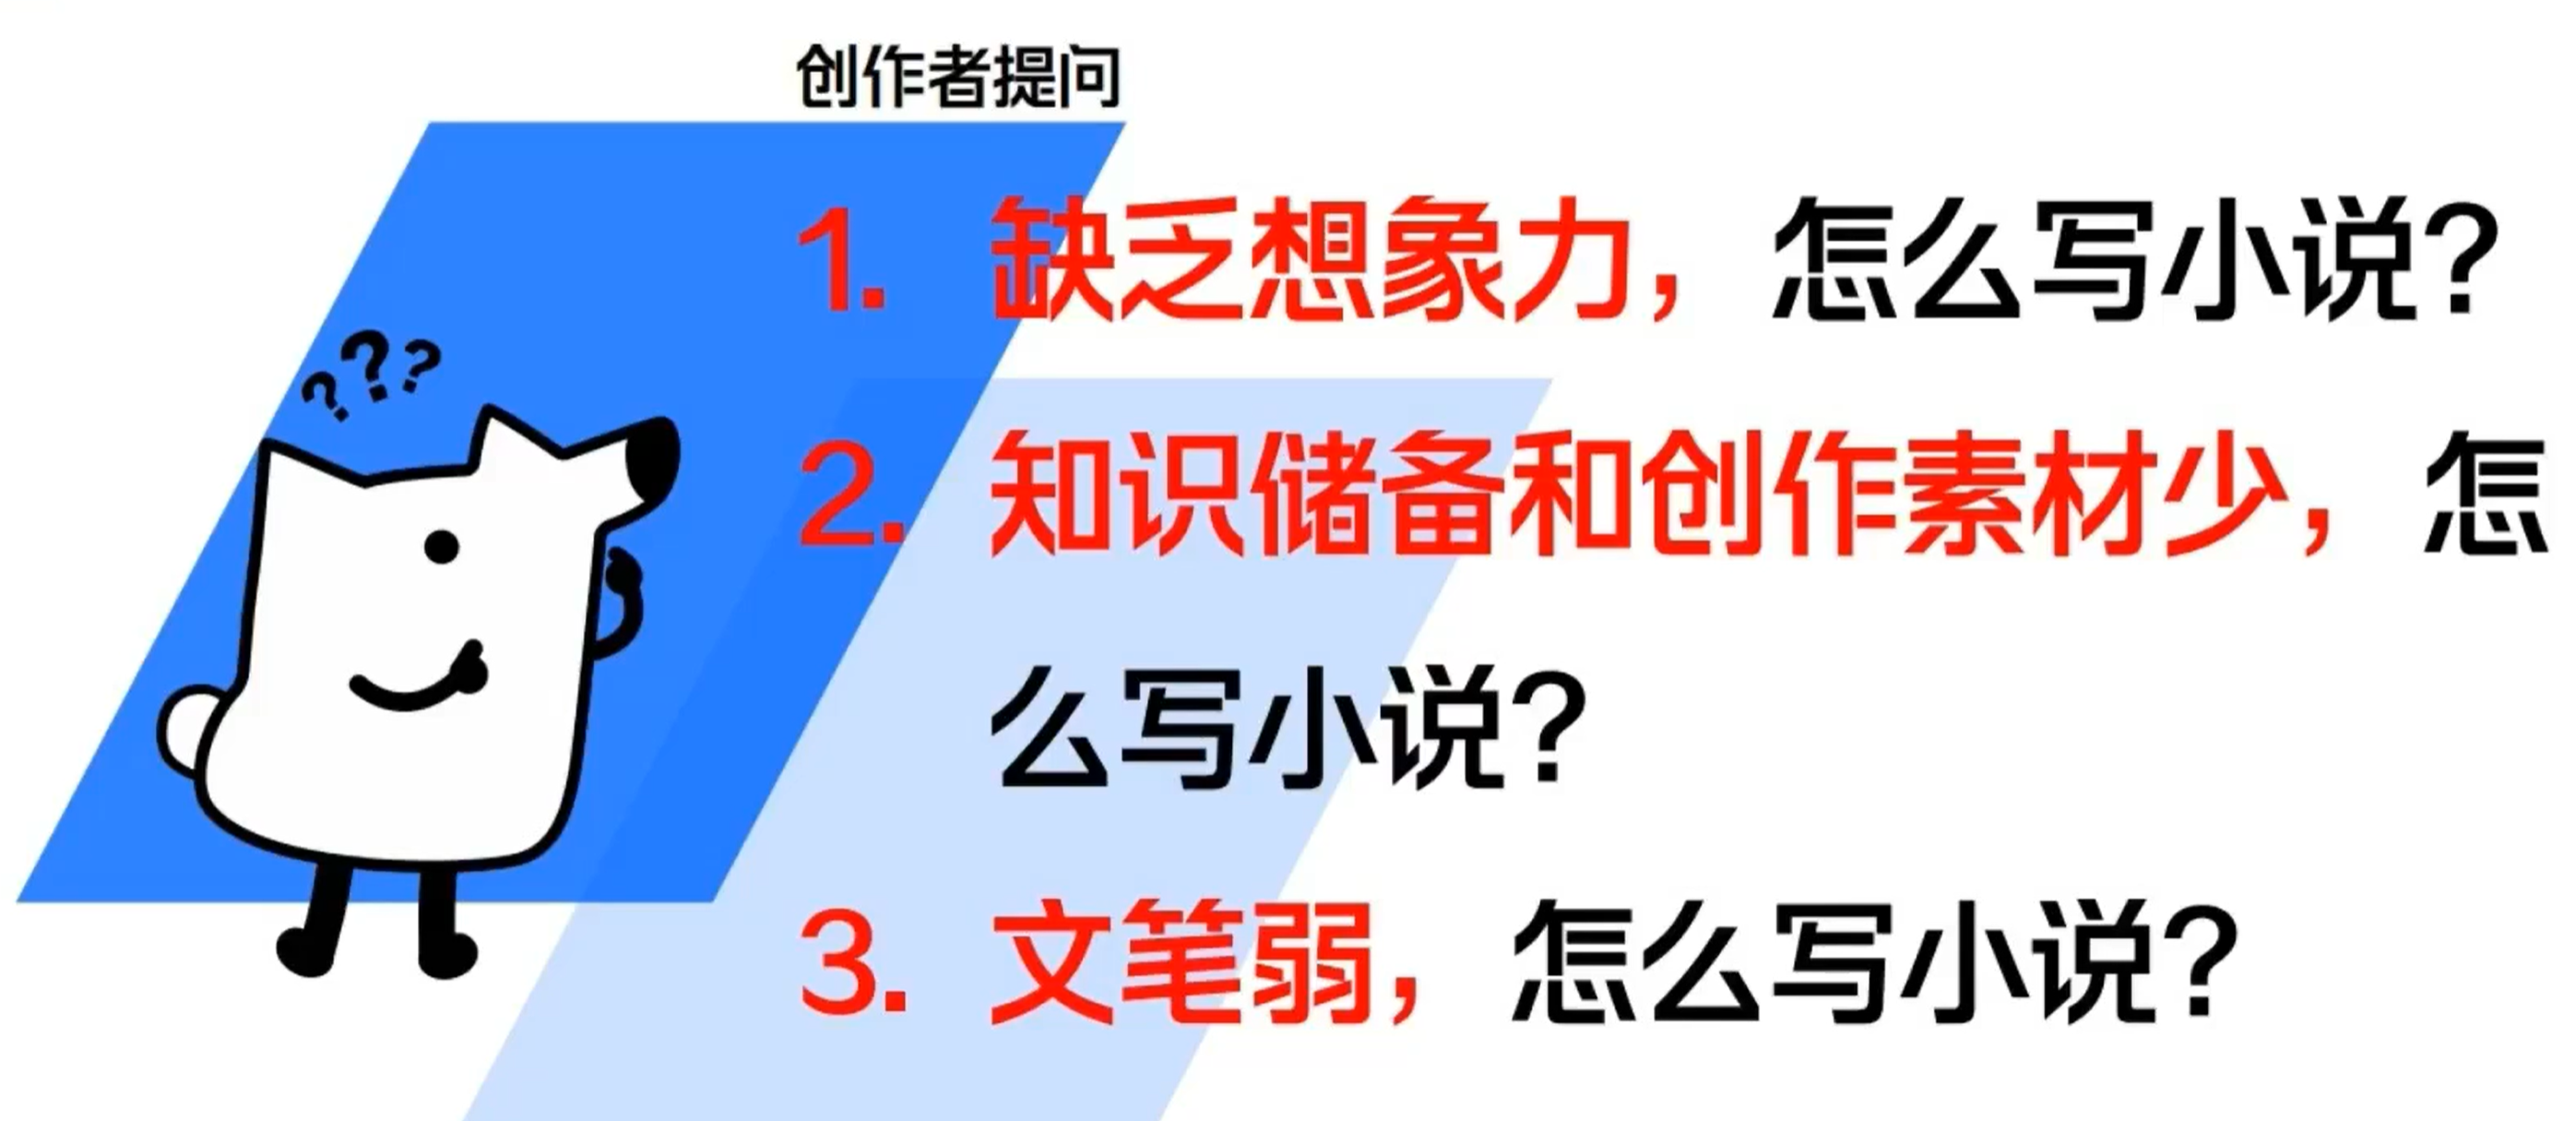 创作者提问
1. 缺乏想象力，怎么写小说？
2. 知识储备和创作素材少，怎
么写小说？
3. 文笔弱，怎么写小说？
???